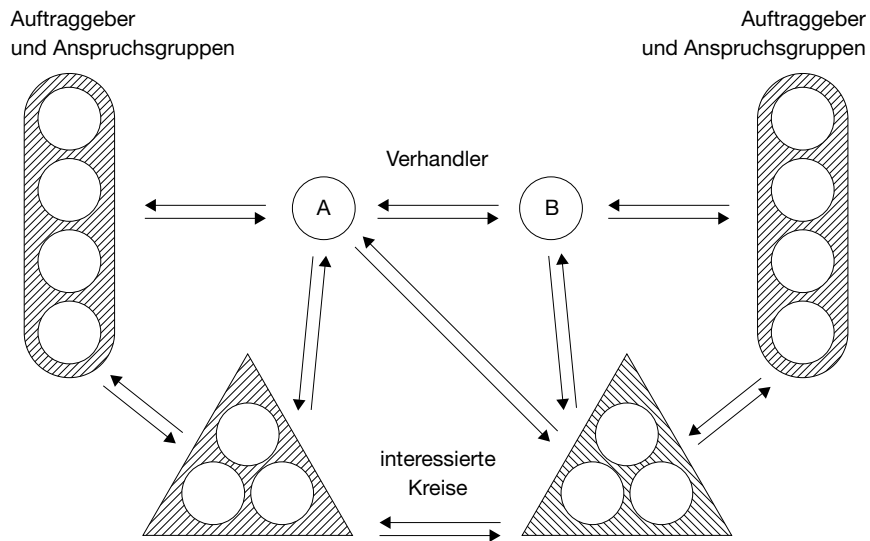 Auftraggeber
und Anspruchsgruppen
Auftraggeber
und Anspruchsgruppen
Verhandler
A
B
interessierte
Kreise